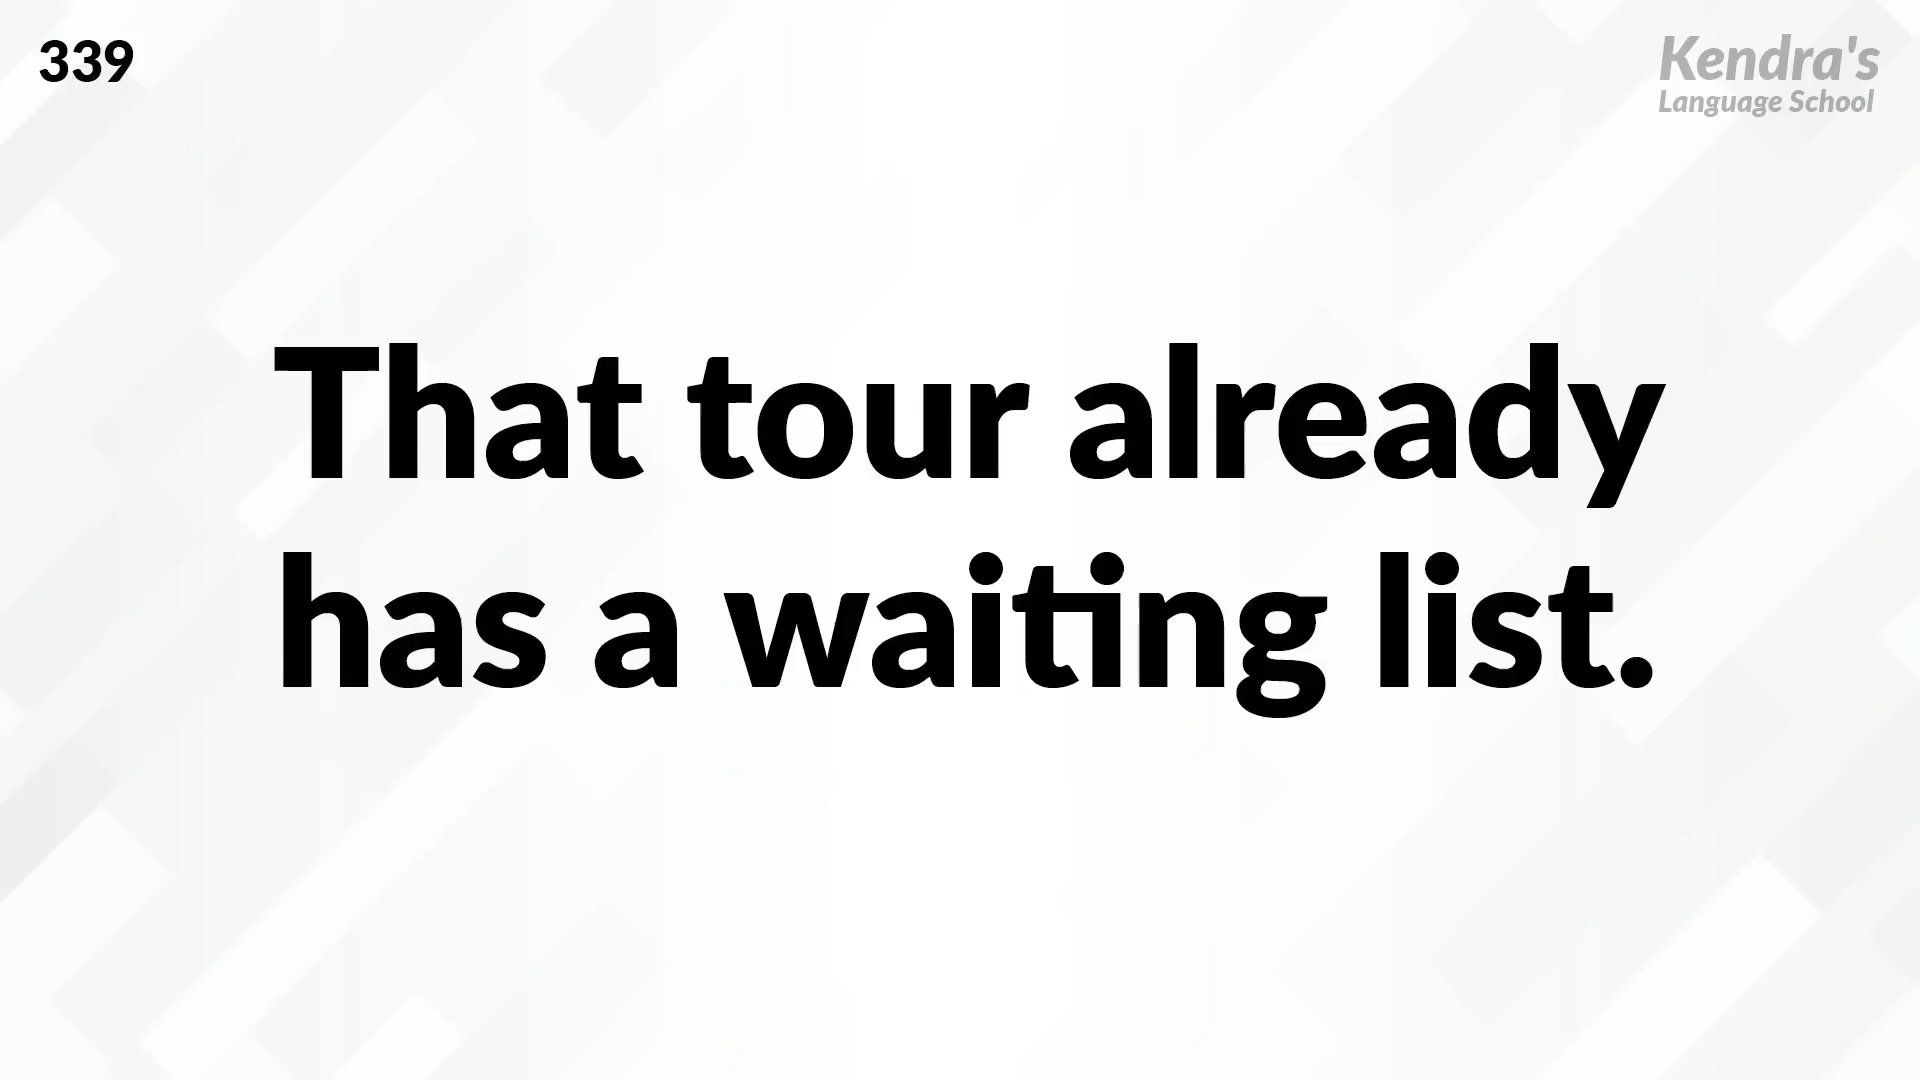 339
Kendra's
Language School
That tour already
has a waiting list.